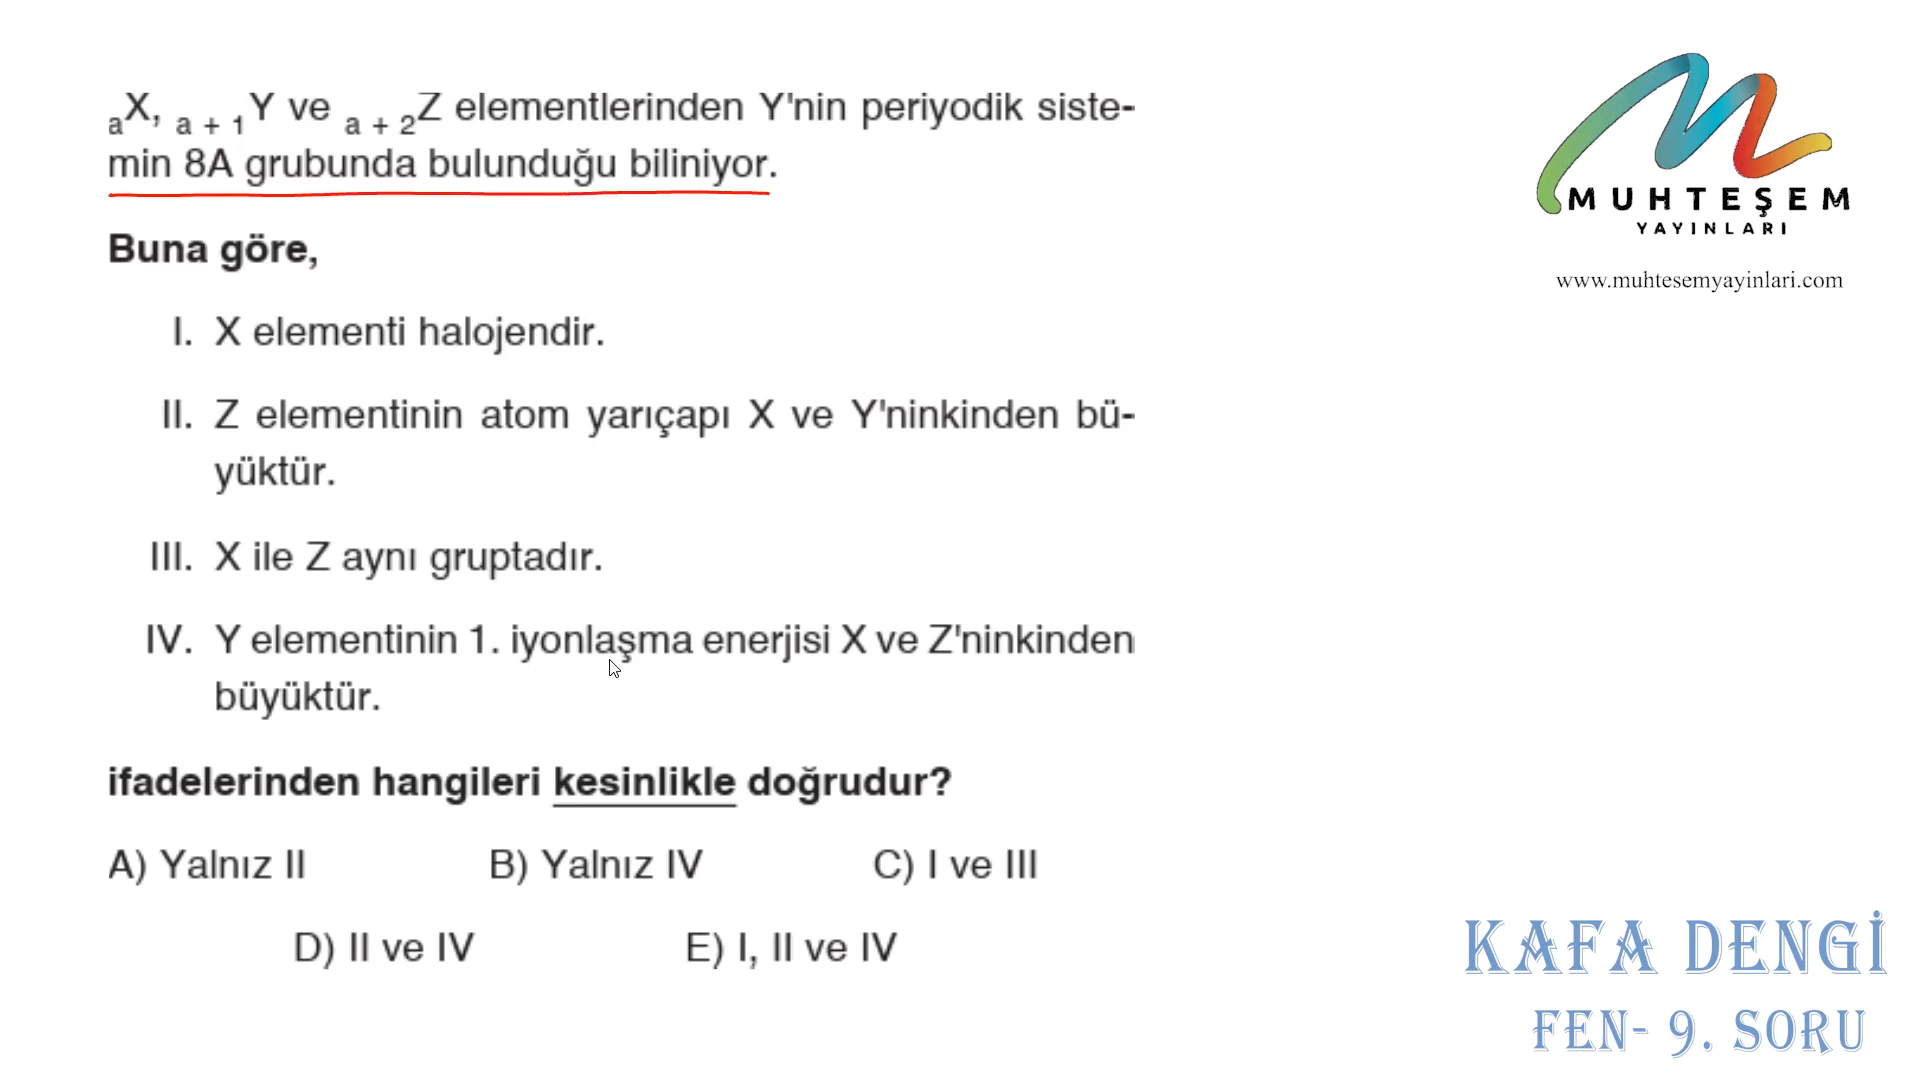 aX, a + 1Y ve a + 2Z elementlerinden Y'nin periyodik siste-
min 8A grubunda bulunduğu biliniyor.
Buna göre,
I. X elementi halojendir.
II. Z elementinin atom yarıçapı X ve Y'ninkinden bü-
yüktür.
III. X ile Z aynı gruptadır.
IV. Y elementinin 1. iyonlaşma enerjisi X ve Z'ninkinden
büyüktür.
ifadelerinden hangileri kesinlikle doğrudur?
A) Yalnız II B) Yalnız IV C) I ve III
D) II ve IV E) I, II ve IV
MUHTEŞEM
YAYINLARI
www.muhtesemyayinlari.com
KAFA DENGİ
FEN- 9. SORU